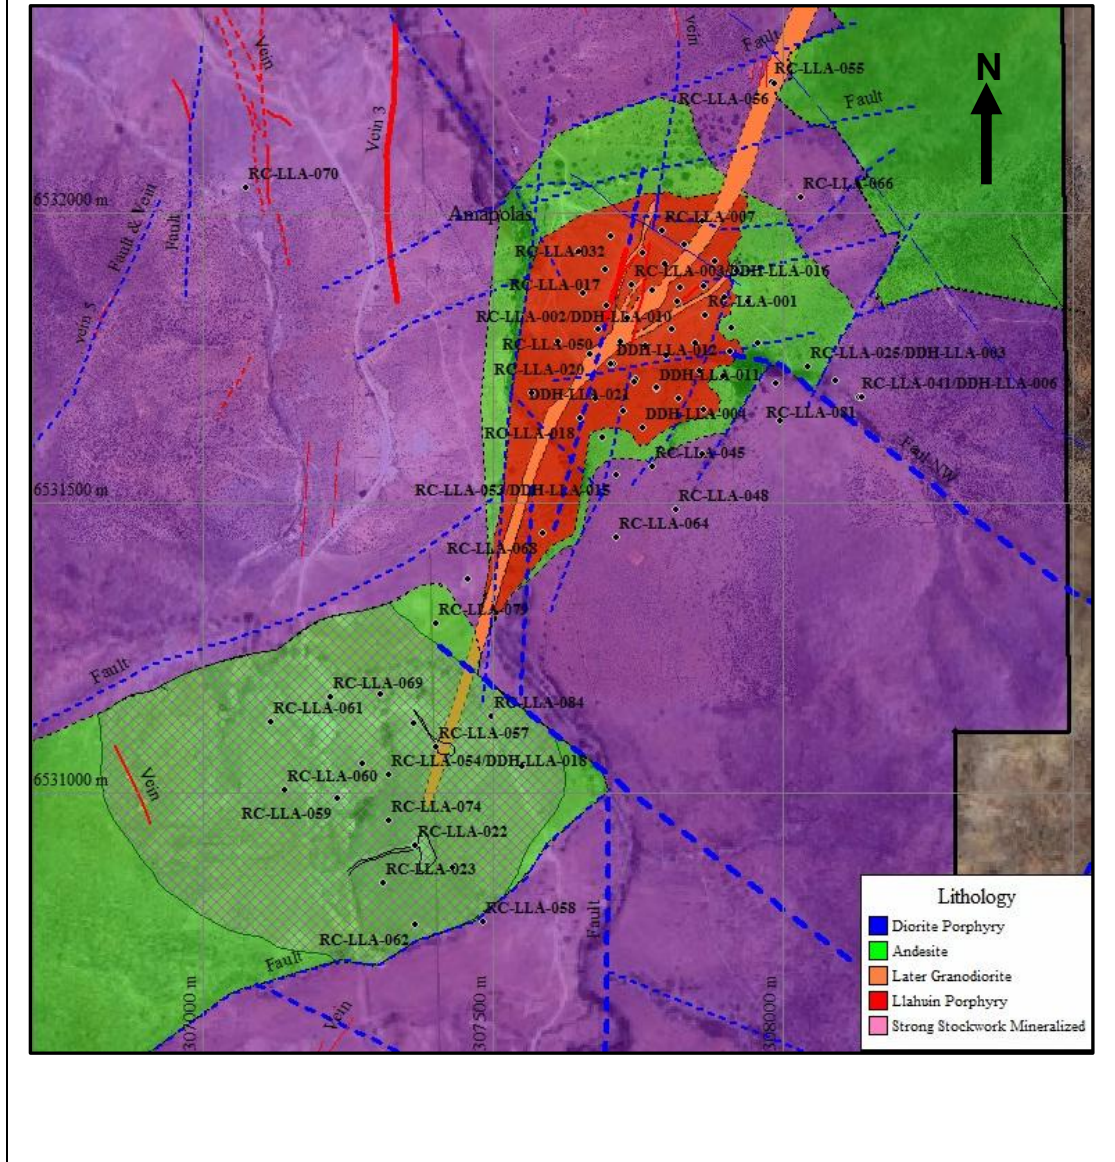 Vein
vein
Fault
RC-LLA-055
N
RC-LLA-056
Fault
Vein 3
RC-LLA-070
RC-LLA-066
6532000 m
Amapolas
RC-LLA-007
Fault & Vein
Fault
RC-LLA-032
RC-LLA-003/DDH-LLA-016
RC-LLA-017
RC-LLA-001
vein 5
RC-LLA-002/DDH-LLA-010
RC-LLA-050
DDH-LLA-012
RC-LLA-025/DDH-LLA-003
RC-LLA-020
DDH-LLA-011
RC-LLA-041/DDH-LLA-006
DDH-LLA-021
DDH-LLA-004
RC-LLA-081
RC-LLA-018
Faul NW
RC-LLA-045
6531500 m
RC-LLA-053/DDH-LLA-015
RC-LLA-048
RC-LLA-064
RC-LLA-068
RC-LLA-079
Fault
RC-LLA-069
RC-LLA-061
RC-LLA-084
RC-LLA-057
RC-LLA-054/DDH-LLA-018
6531000 m
RC-LLA-060
Vein
RC-LLA-059
RC-LLA-074
RC-LLA-022
RC-LLA-023
RC-LLA-058
Fault
RC-LLA-062
Fault
Vein
307000 m
307500 m
308000 m
Lithology
Diorite Porphyry
Andesite
Later Granodiorite
Llahuin Porphyry
Strong Stockwork Mineralized